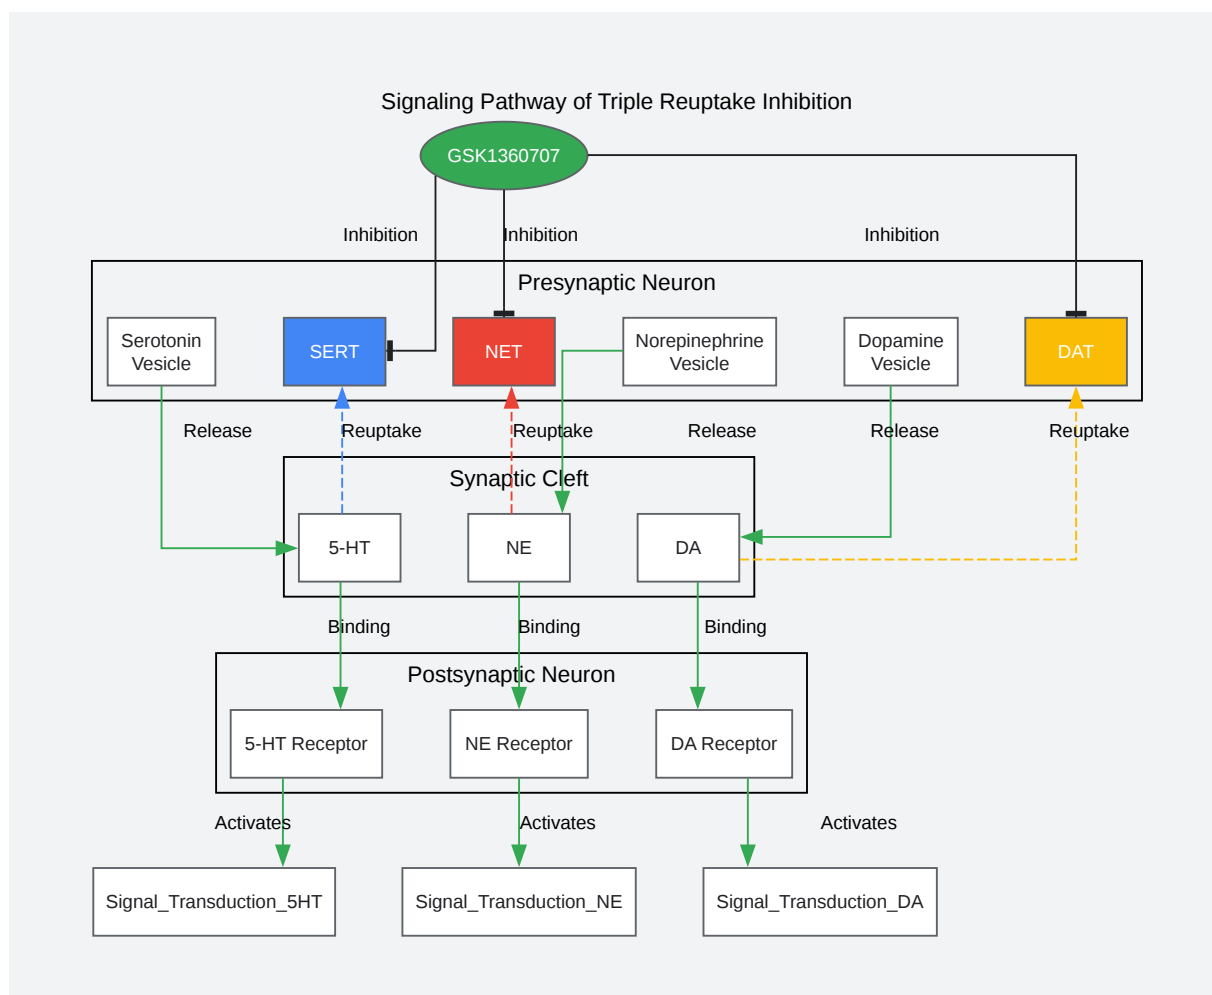 Signaling Pathway of Triple Reuptake Inhibition
GSK1360707
Inhibition
Inhibition
Inhibition
Presynaptic Neuron
Serotonin
Vesicle
SERT
NET
Norepinephrine
Vesicle
Dopamine
Vesicle
DAT
Release
Reuptake
Reuptake
Release
Release
Reuptake
Synaptic Cleft
5-HT
NE
DA
Binding
Binding
Binding
Postsynaptic Neuron
5-HT Receptor
NE Receptor
DA Receptor
Activates
Activates
Activates
Signal_Transduction_5HT
Signal_Transduction_NE
Signal_Transduction_DA